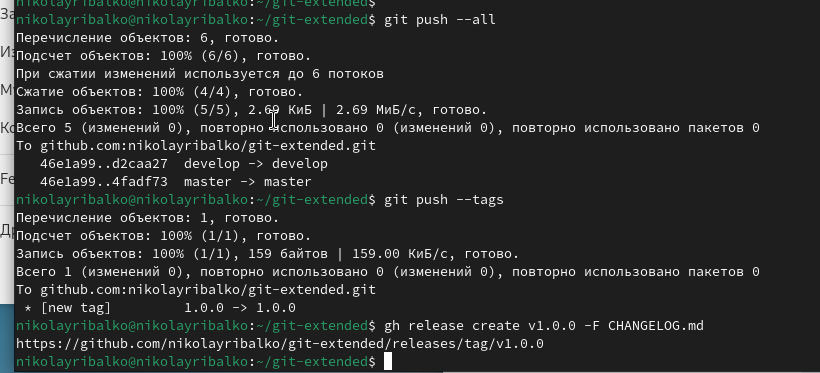 nikolayribalko@nikolayribalko:~/git-extended$
nikolayribalko@nikolayribalko:~/git-extended$ git push --all
Перечисление объектов: 6, готово.
Подсчет объектов: 100% (6/6), готово.
При сжатии изменений используется до 6 потоков
Сжатие объектов: 100% (4/4), готово.
Запись объектов: 100% (5/5), 2.69 КиБ | 2.69 МиБ/с, готово.
Всего 5 (изменений 0), повторно использовано 0 (изменений 0), повторно использовано пакетов 0
To github.com:nikolayribalko/git-extended.git
   46e1a99..d2caa27  develop -> develop
   46e1a99..4fadf73  master -> master
nikolayribalko@nikolayribalko:~/git-extended$ git push --tags
Перечисление объектов: 1, готово.
Подсчет объектов: 100% (1/1), готово.
Запись объектов: 100% (1/1), 159 байтов | 159.00 КиБ/с, готово.
Всего 1 (изменений 0), повторно использовано 0 (изменений 0), повторно использовано пакетов 0
To github.com:nikolayribalko/git-extended.git
 * [new tag]         1.0.0 -> 1.0.0
nikolayribalko@nikolayribalko:~/git-extended$ gh release create v1.0.0 -F CHANGELOG.md
https://github.com/nikolayribalko/git-extended/releases/tag/v1.0.0
nikolayribalko@nikolayribalko:~/git-extended$